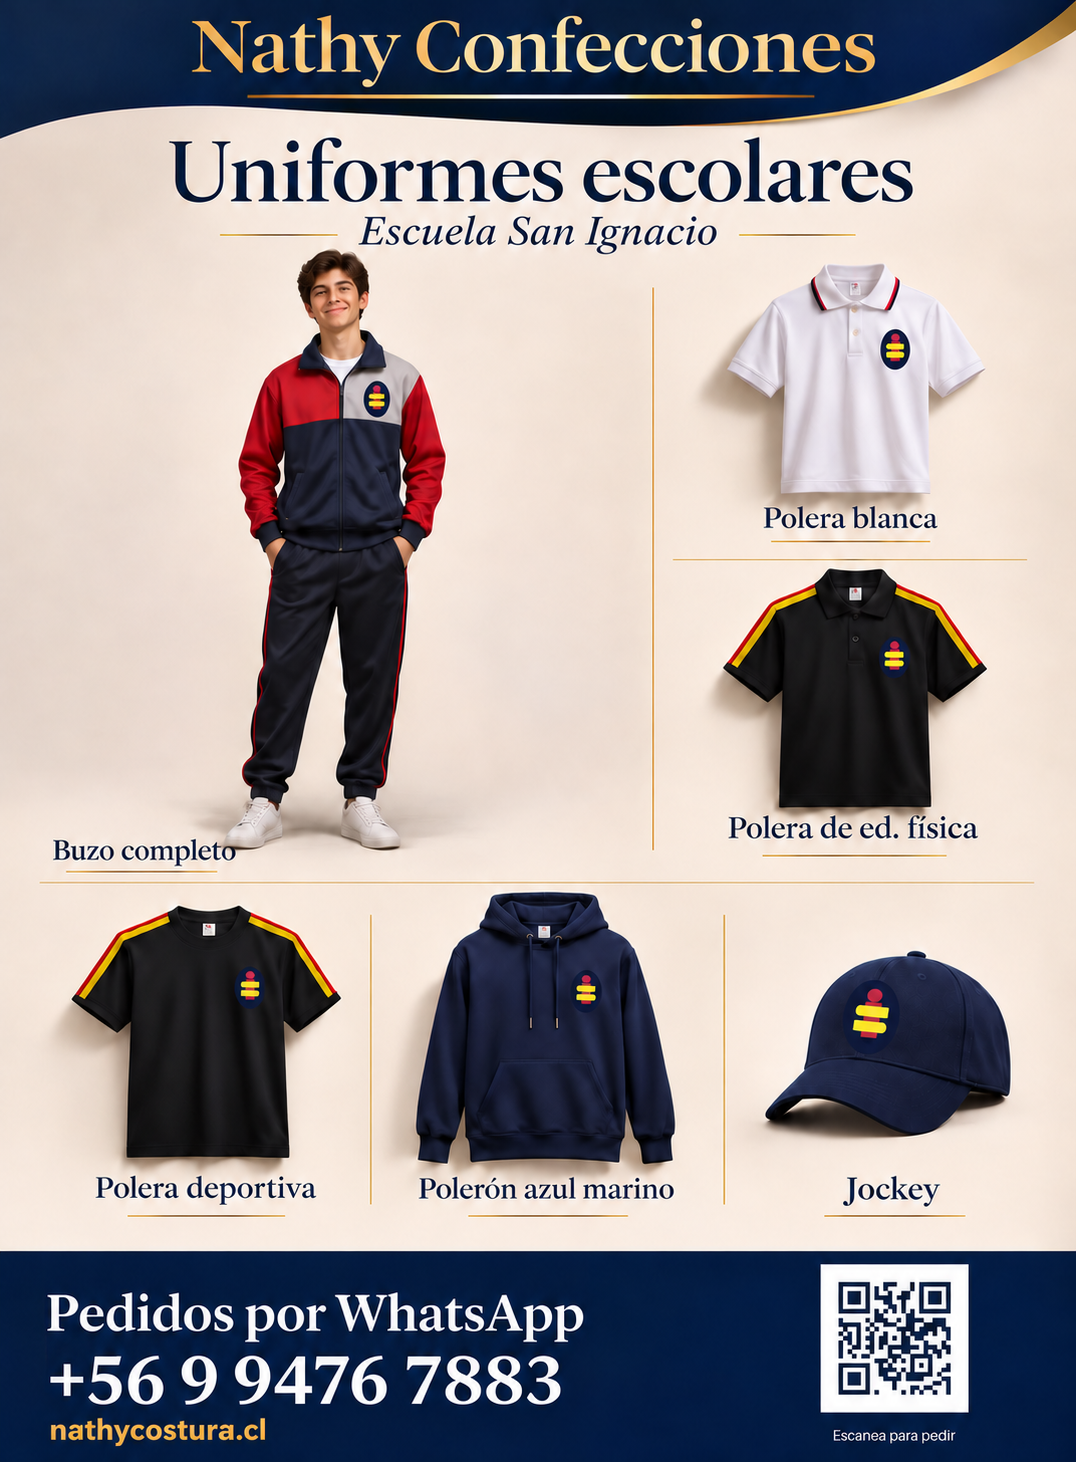 Nathy Confecciones
Uniformes escolares
Escuela San Ignacio
Polera blanca
Polera de ed. física
Buzo completo
Polera deportiva
Polerón azul marino
Jockey
Pedidos por WhatsApp
+56 9 9476 7883
nathycostura.cl
Escanea para pedir